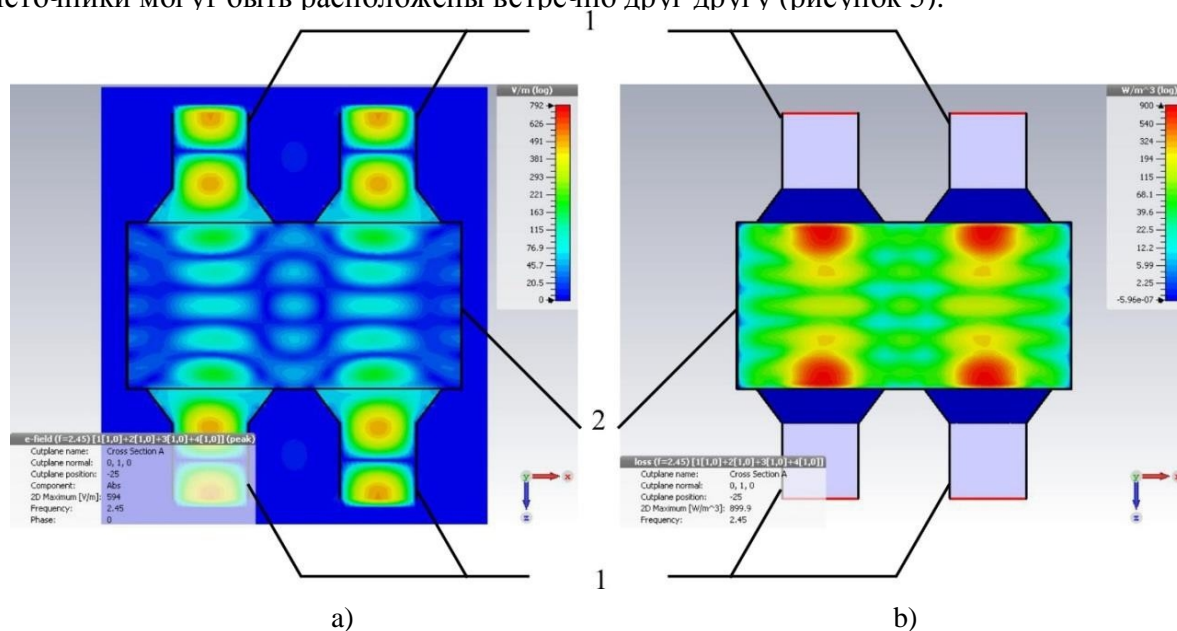 источники могут быть расположены встречно друг другу (рисунок 5).
1
V/m (log)
792
626
491
381
293
221
163
115
76.9
45.7
20.5
0
W/m^3 (log)
900
540
324
194
115
68.1
39.6
22.5
12.2
5.99
2.25
-5.96e-07
2
e-field (f=2.45) [1[1,0]+2[1,0]+3[1,0]+4[1,0]] (peak)
Cutplane name: Cross Section A
Cutplane normal: 0, 1, 0
Cutplane position: -25
Component: Abs
2D Maximum [V/m]: 594
Frequency: 2.45
Phase: 0
x
y
z
loss (f=2.45) [1[1,0]+2[1,0]+3[1,0]+4[1,0]]
Cutplane name: Cross Section A
Cutplane normal: 0, 1, 0
Cutplane position: -25
2D Maximum [W/m^3]: 899.9
Frequency: 2.45
x
y
z
1
a)
b)